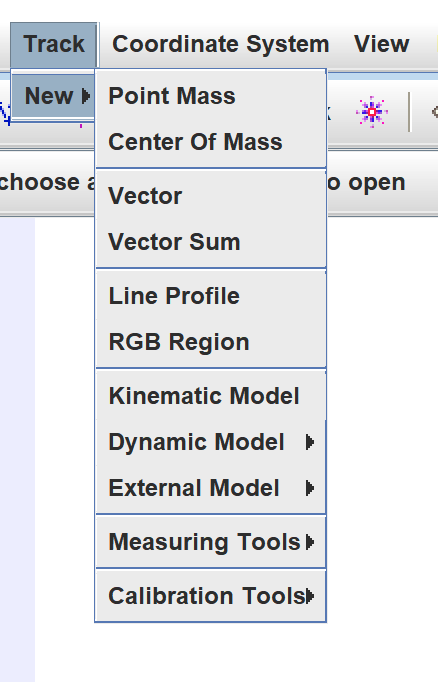 Track Coordinate System View
New
Point Mass
Center Of Mass
choose
o open
Vector
Vector Sum
Line Profile
RGB Region
Kinematic Model
Dynamic Model
External Model
Measuring Tools
Calibration Tools